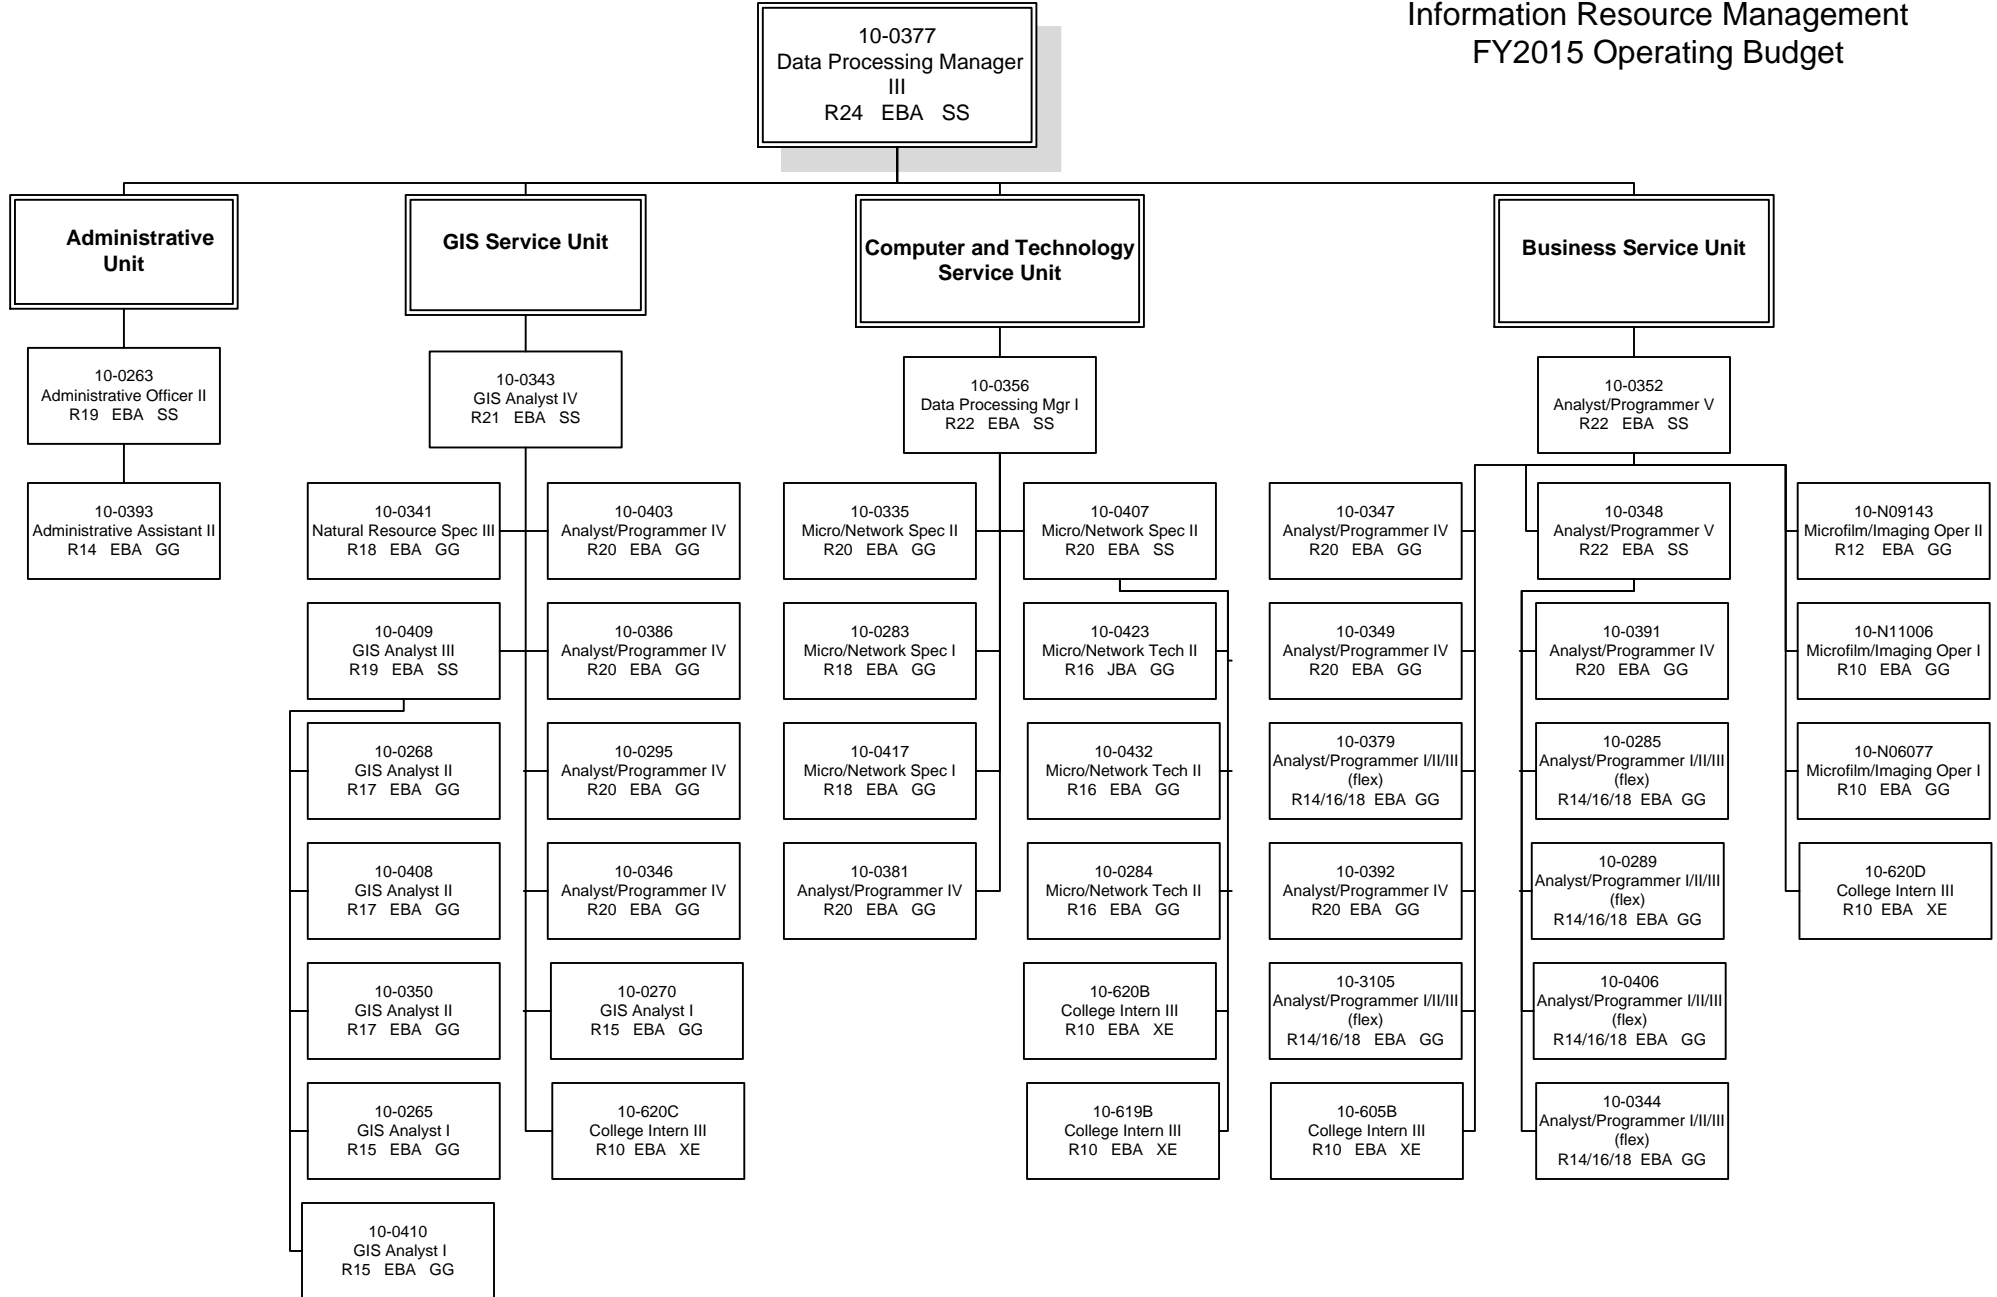 Information Resource Management
FY2015 Operating Budget
10-0377
Data Processing Manager
III
R24 EBA SS
Administrative
Unit
GIS Service Unit
Computer and Technology
Service Unit
Business Service Unit
10-0263
Administrative Officer II
R19 EBA SS
10-0393
Administrative Assistant II
R14 EBA GG
10-0343
GIS Analyst IV
R21 EBA SS
10-0341
Natural Resource Spec III
R18 EBA GG
10-0409
GIS Analyst III
R19 EBA SS
10-0268
GIS Analyst II
R17 EBA GG
10-0408
GIS Analyst II
R17 EBA GG
10-0350
GIS Analyst II
R17 EBA GG
10-0265
GIS Analyst I
R15 EBA GG
10-0410
GIS Analyst I
R15 EBA GG
10-0403
Analyst/Programmer IV
R20 EBA GG
10-0386
Analyst/Programmer IV
R20 EBA GG
10-0295
Analyst/Programmer IV
R20 EBA GG
10-0346
Analyst/Programmer IV
R20 EBA GG
10-0270
GIS Analyst I
R15 EBA GG
10-620C
College Intern III
R10 EBA XE
10-0356
Data Processing Mgr I
R22 EBA SS
10-0335
Micro/Network Spec II
R20 EBA GG
10-0283
Micro/Network Spec I
R18 EBA GG
10-0417
Micro/Network Spec I
R18 EBA GG
10-0381
Analyst/Programmer IV
R20 EBA GG
10-0407
Micro/Network Spec II
R20 EBA SS
10-0423
Micro/Network Tech II
R16 JBA GG
10-0432
Micro/Network Tech II
R16 EBA GG
10-0284
Micro/Network Tech II
R16 EBA GG
10-620B
College Intern III
R10 EBA XE
10-619B
College Intern III
R10 EBA XE
10-0352
Analyst/Programmer V
R22 EBA SS
10-0347
Analyst/Programmer IV
R20 EBA GG
10-0349
Analyst/Programmer IV
R20 EBA GG
10-0379
Analyst/Programmer I/II/III
(flex)
R14/16/18 EBA GG
10-0392
Analyst/Programmer IV
R20 EBA GG
10-3105
Analyst/Programmer I/II/III
(flex)
R14/16/18 EBA GG
10-605B
College Intern III
R10 EBA XE
10-0348
Analyst/Programmer V
R22 EBA SS
10-0391
Analyst/Programmer IV
R20 EBA GG
10-0285
Analyst/Programmer I/II/III
(flex)
R14/16/18 EBA GG
10-0289
Analyst/Programmer I/II/III
(flex)
R14/16/18 EBA GG
10-0406
Analyst/Programmer I/II/III
(flex)
R14/16/18 EBA GG
10-0344
Analyst/Programmer I/II/III
(flex)
R14/16/18 EBA GG
10-N09143
Microfilm/Imaging Oper II
R12 EBA GG
10-N11006
Microfilm/Imaging Oper I
R10 EBA GG
10-N06077
Microfilm/Imaging Oper I
R10 EBA GG
10-620D
College Intern III
R10 EBA XE